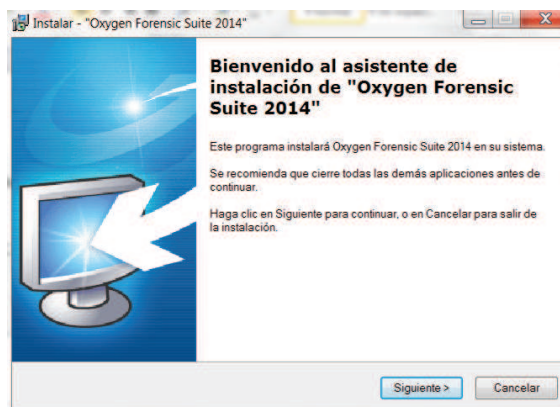 Instalar - "Oxygen Forensic Suite 2014"
Bienvenido al asistente de
instalación de "Oxygen Forensic
Suite 2014"
Este programa instalará Oxygen Forensic Suite 2014 en su sistema.
Se recomienda que cierre todas las demás aplicaciones antes de
continuar.
Haga clic en Siguiente para continuar, o en Cancelar para salir de
la instalación.
Siguiente >
Cancelar